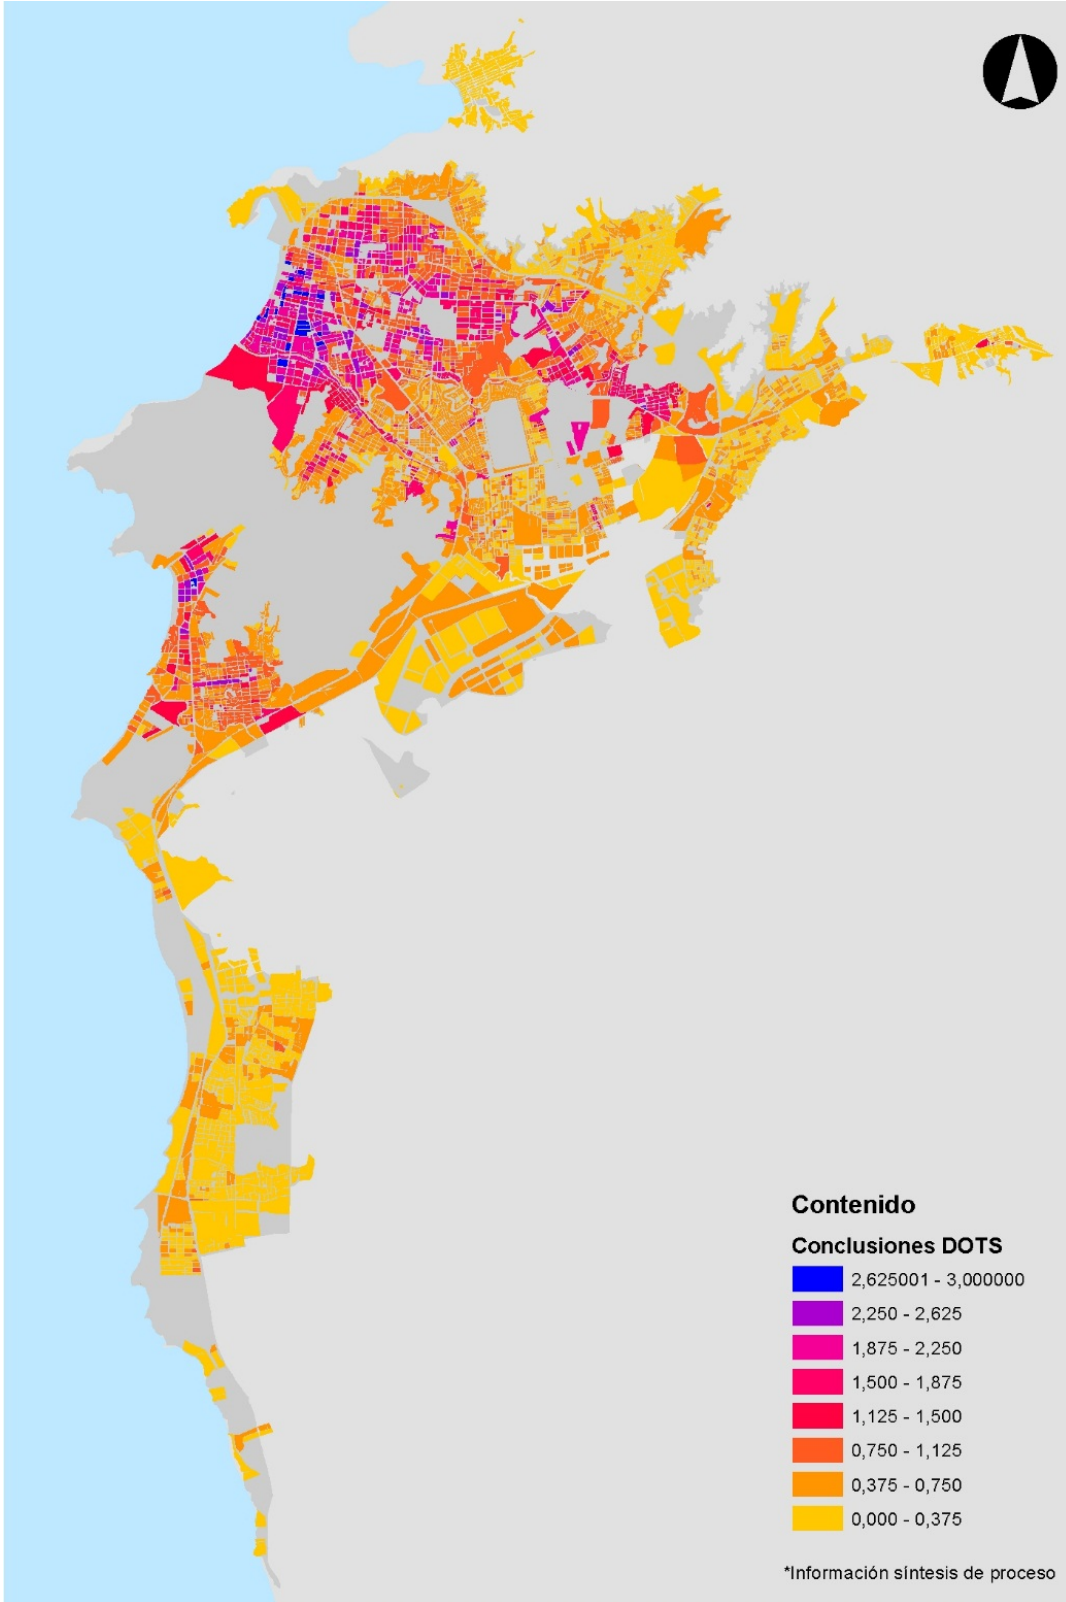 Contenido
Conclusiones DOTS
2,625001 - 3,000000
2,250 - 2,625
1,875 - 2,250
1,500 - 1,875
1,125 - 1,500
0,750 - 1,125
0,375 - 0,750
0,000 - 0,375
*Información síntesis de proceso